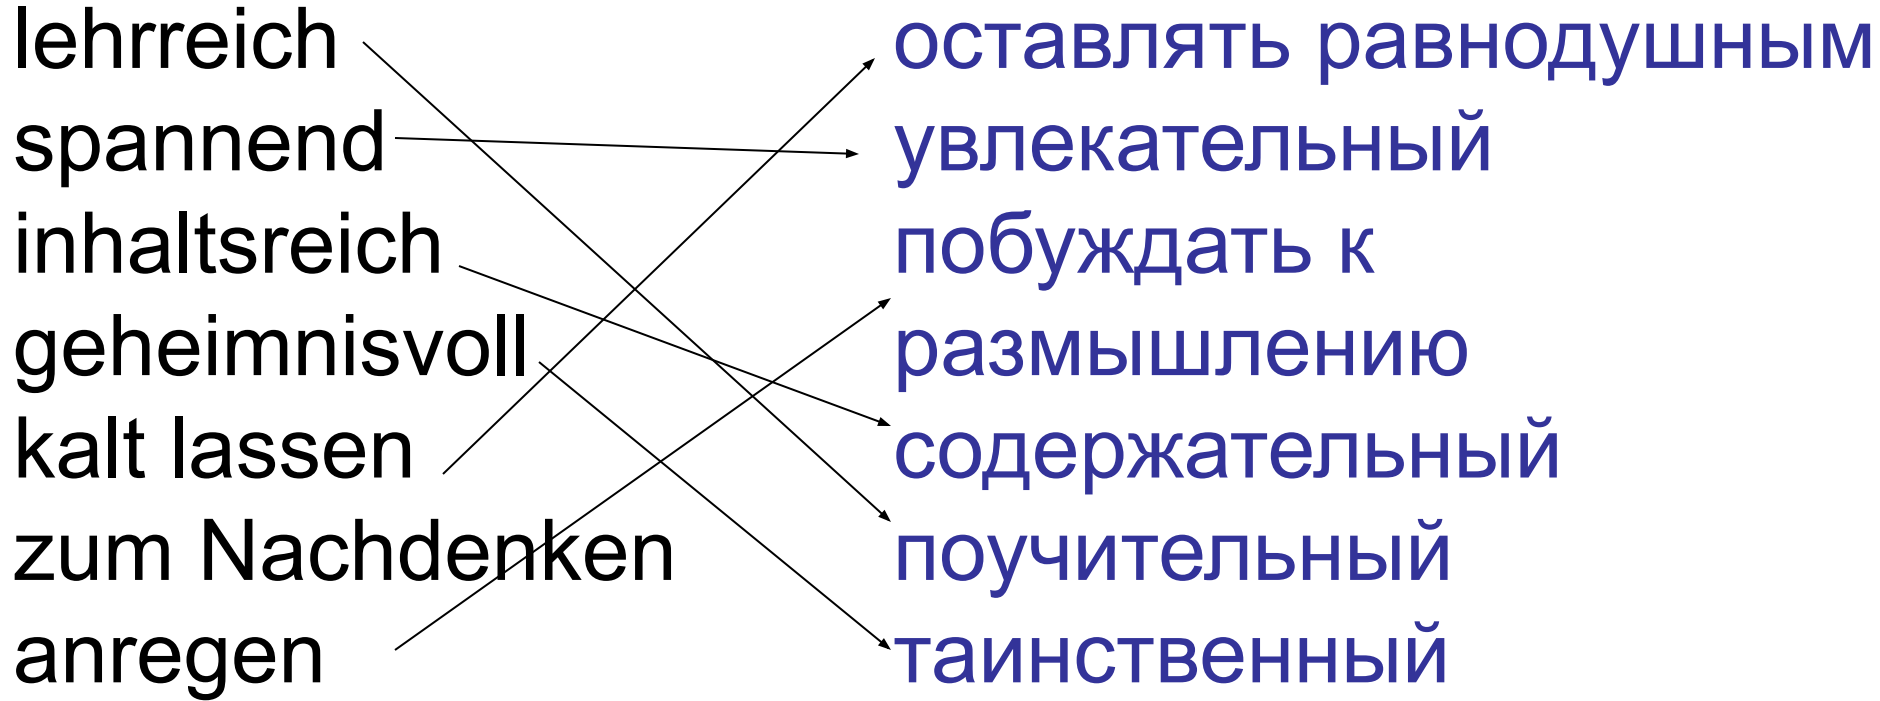 lehrreich
spannend
inhaltsreich
geheimnisvoll
kalt lassen
zum Nachdenken
anregen
оставлять равнодушным
увлекательный
побуждать к
размышлению
содержательный
поучительный
таинственный